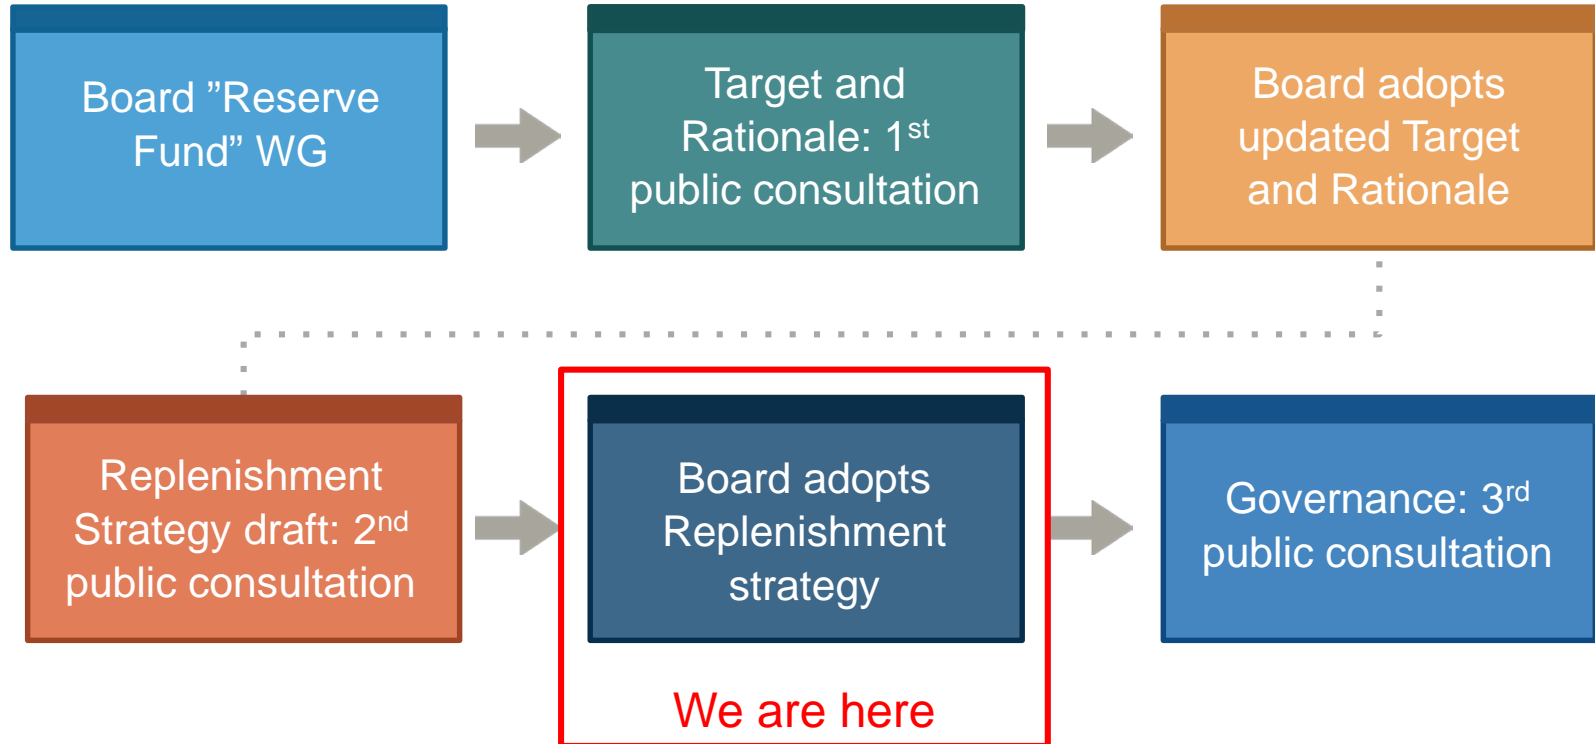 Board ”Reserve
Fund” WG
Target and
Rationale: 1st
public consultation
Board adopts
updated Target
and Rationale
Replenishment
Strategy draft: 2nd
public consultation
Board adopts
Replenishment
strategy
Governance: 3rd
public consultation
We are here